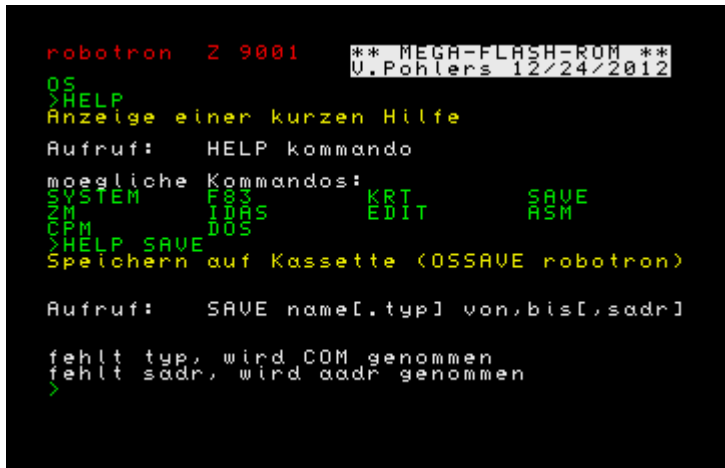 robotron Z 9001 ** MEGA-FLASH-ROM **
V.Pohlers 12/24/2012
OS
>HELP
Anzeige einer kurzen Hilfe
Aufruf: HELP kommando
moegliche Kommandos:
SYSTEM F83 KRT SAVE
ZM IDAS EDIT ASM
CPM DOS
>HELP SAVE
Speichern auf Kassette (OSSAVE robotron)
Aufruf: SAVE name[.typ] von,bis[,sadr]
fehlt typ, wird COM genommen
fehlt sadr, wird aadr genommen
>